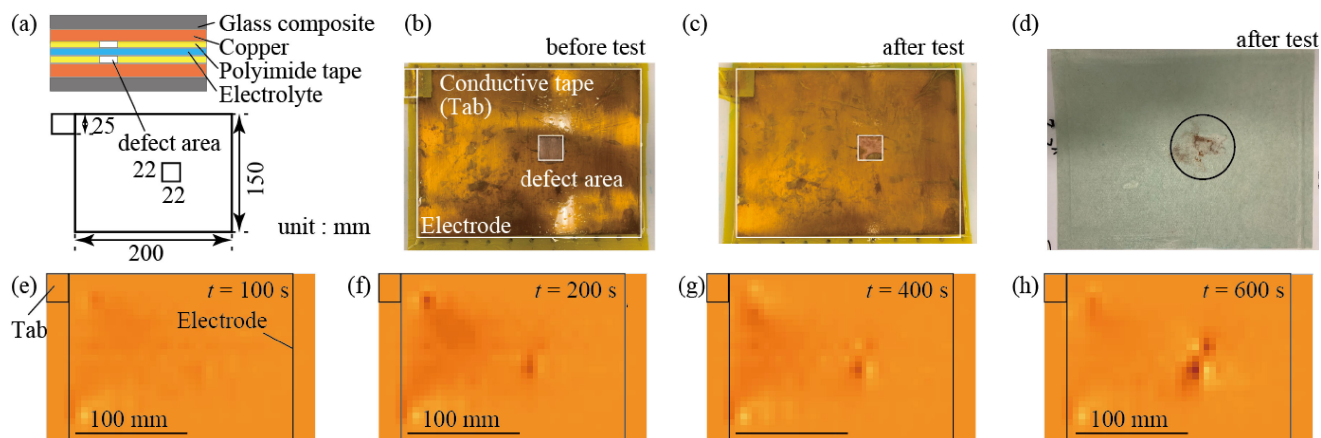 (a)
Glass composite
Copper
Polyimide tape
Electrolyte
25
defect area
22
22
150
200
unit : mm
(b)
before test
Conductive tape
(Tab)
defect area
Electrode
(c)
after test
(d)
after test
(e)
t = 100 s
Tab
Electrode
100 mm
(f)
t = 200 s
100 mm
(g)
t = 400 s
100 mm
(h)
t = 600 s
100 mm